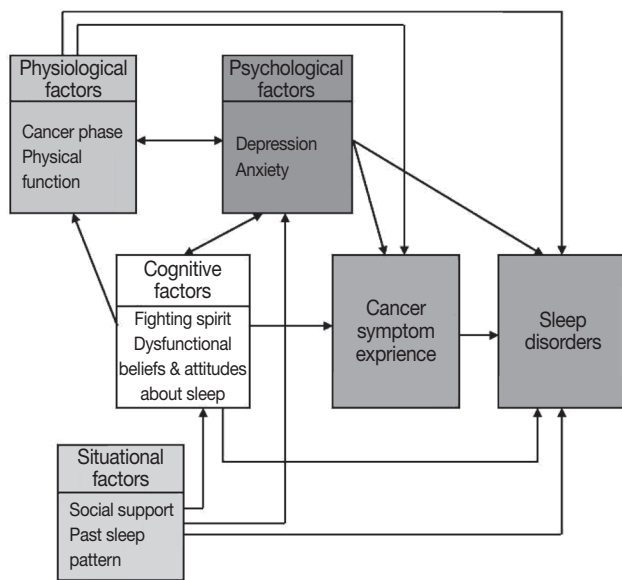 Physiological
factors
Cancer phase
Physical
function
Psychological
factors
Depression
Anxiety
Cognitive
factors
Fighting spirit
Dysfunctional
beliefs & attitudes
about sleep
Cancer
symptom
exprience
Sleep
disorders
Situational
factors
Social support
Past sleep
pattern